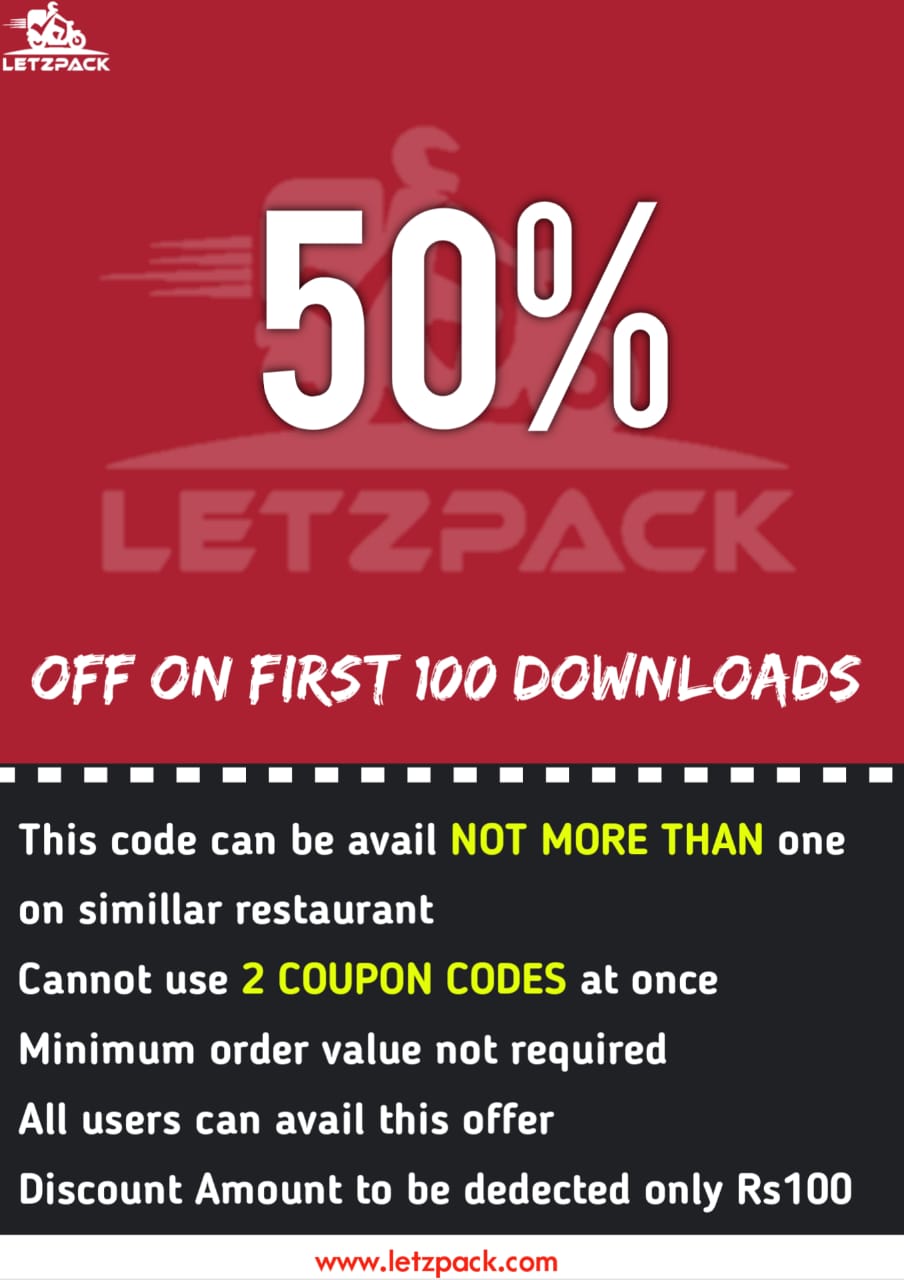 LETZPACK
50%
LETZPACK
OFF ON FIRST 100 DOWNLOADS
This code can be avail NOT MORE THAN one
on simillar restaurant
Cannot use 2 COUPON CODES at once
Minimum order value not required
All users can avail this offer
Discount Amount to be dedected only Rs100
www.letzpack.com